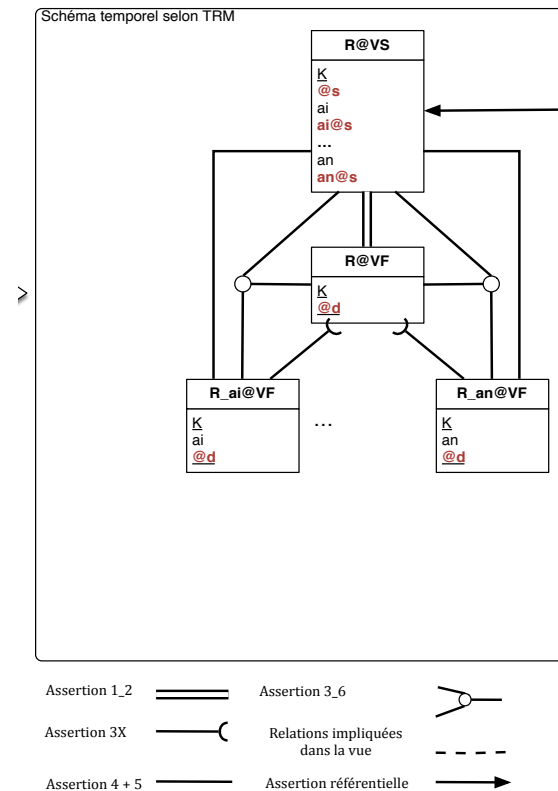 Schéma temporel selon TRM
R@VS
K
@s
ai
ai@s
...
an
an@s
R@VF
K
@d
R_ai@VF
K
ai
@d
...
R_an@VF
K
an
@d
Assertion 1_2
Assertion 3_6
Assertion 3X
Relations impliquées
dans la vue
Assertion 4 + 5
Assertion référentielle